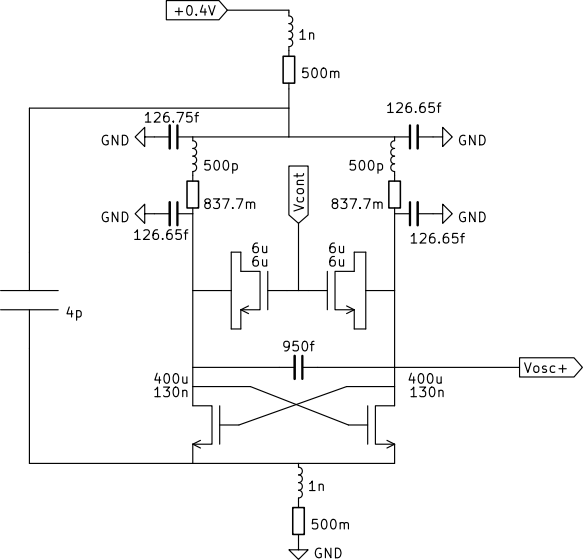 +0.4V
1n
500m
126.75f
126.65f
GND
GND
500p
500p
Vcont
837.7m
837.7m
GND
GND
126.65f
126.65f
6u
6u
6u
6u
4p
950f
Vosc+
400u
130n
400u
130n
1n
500m
GND